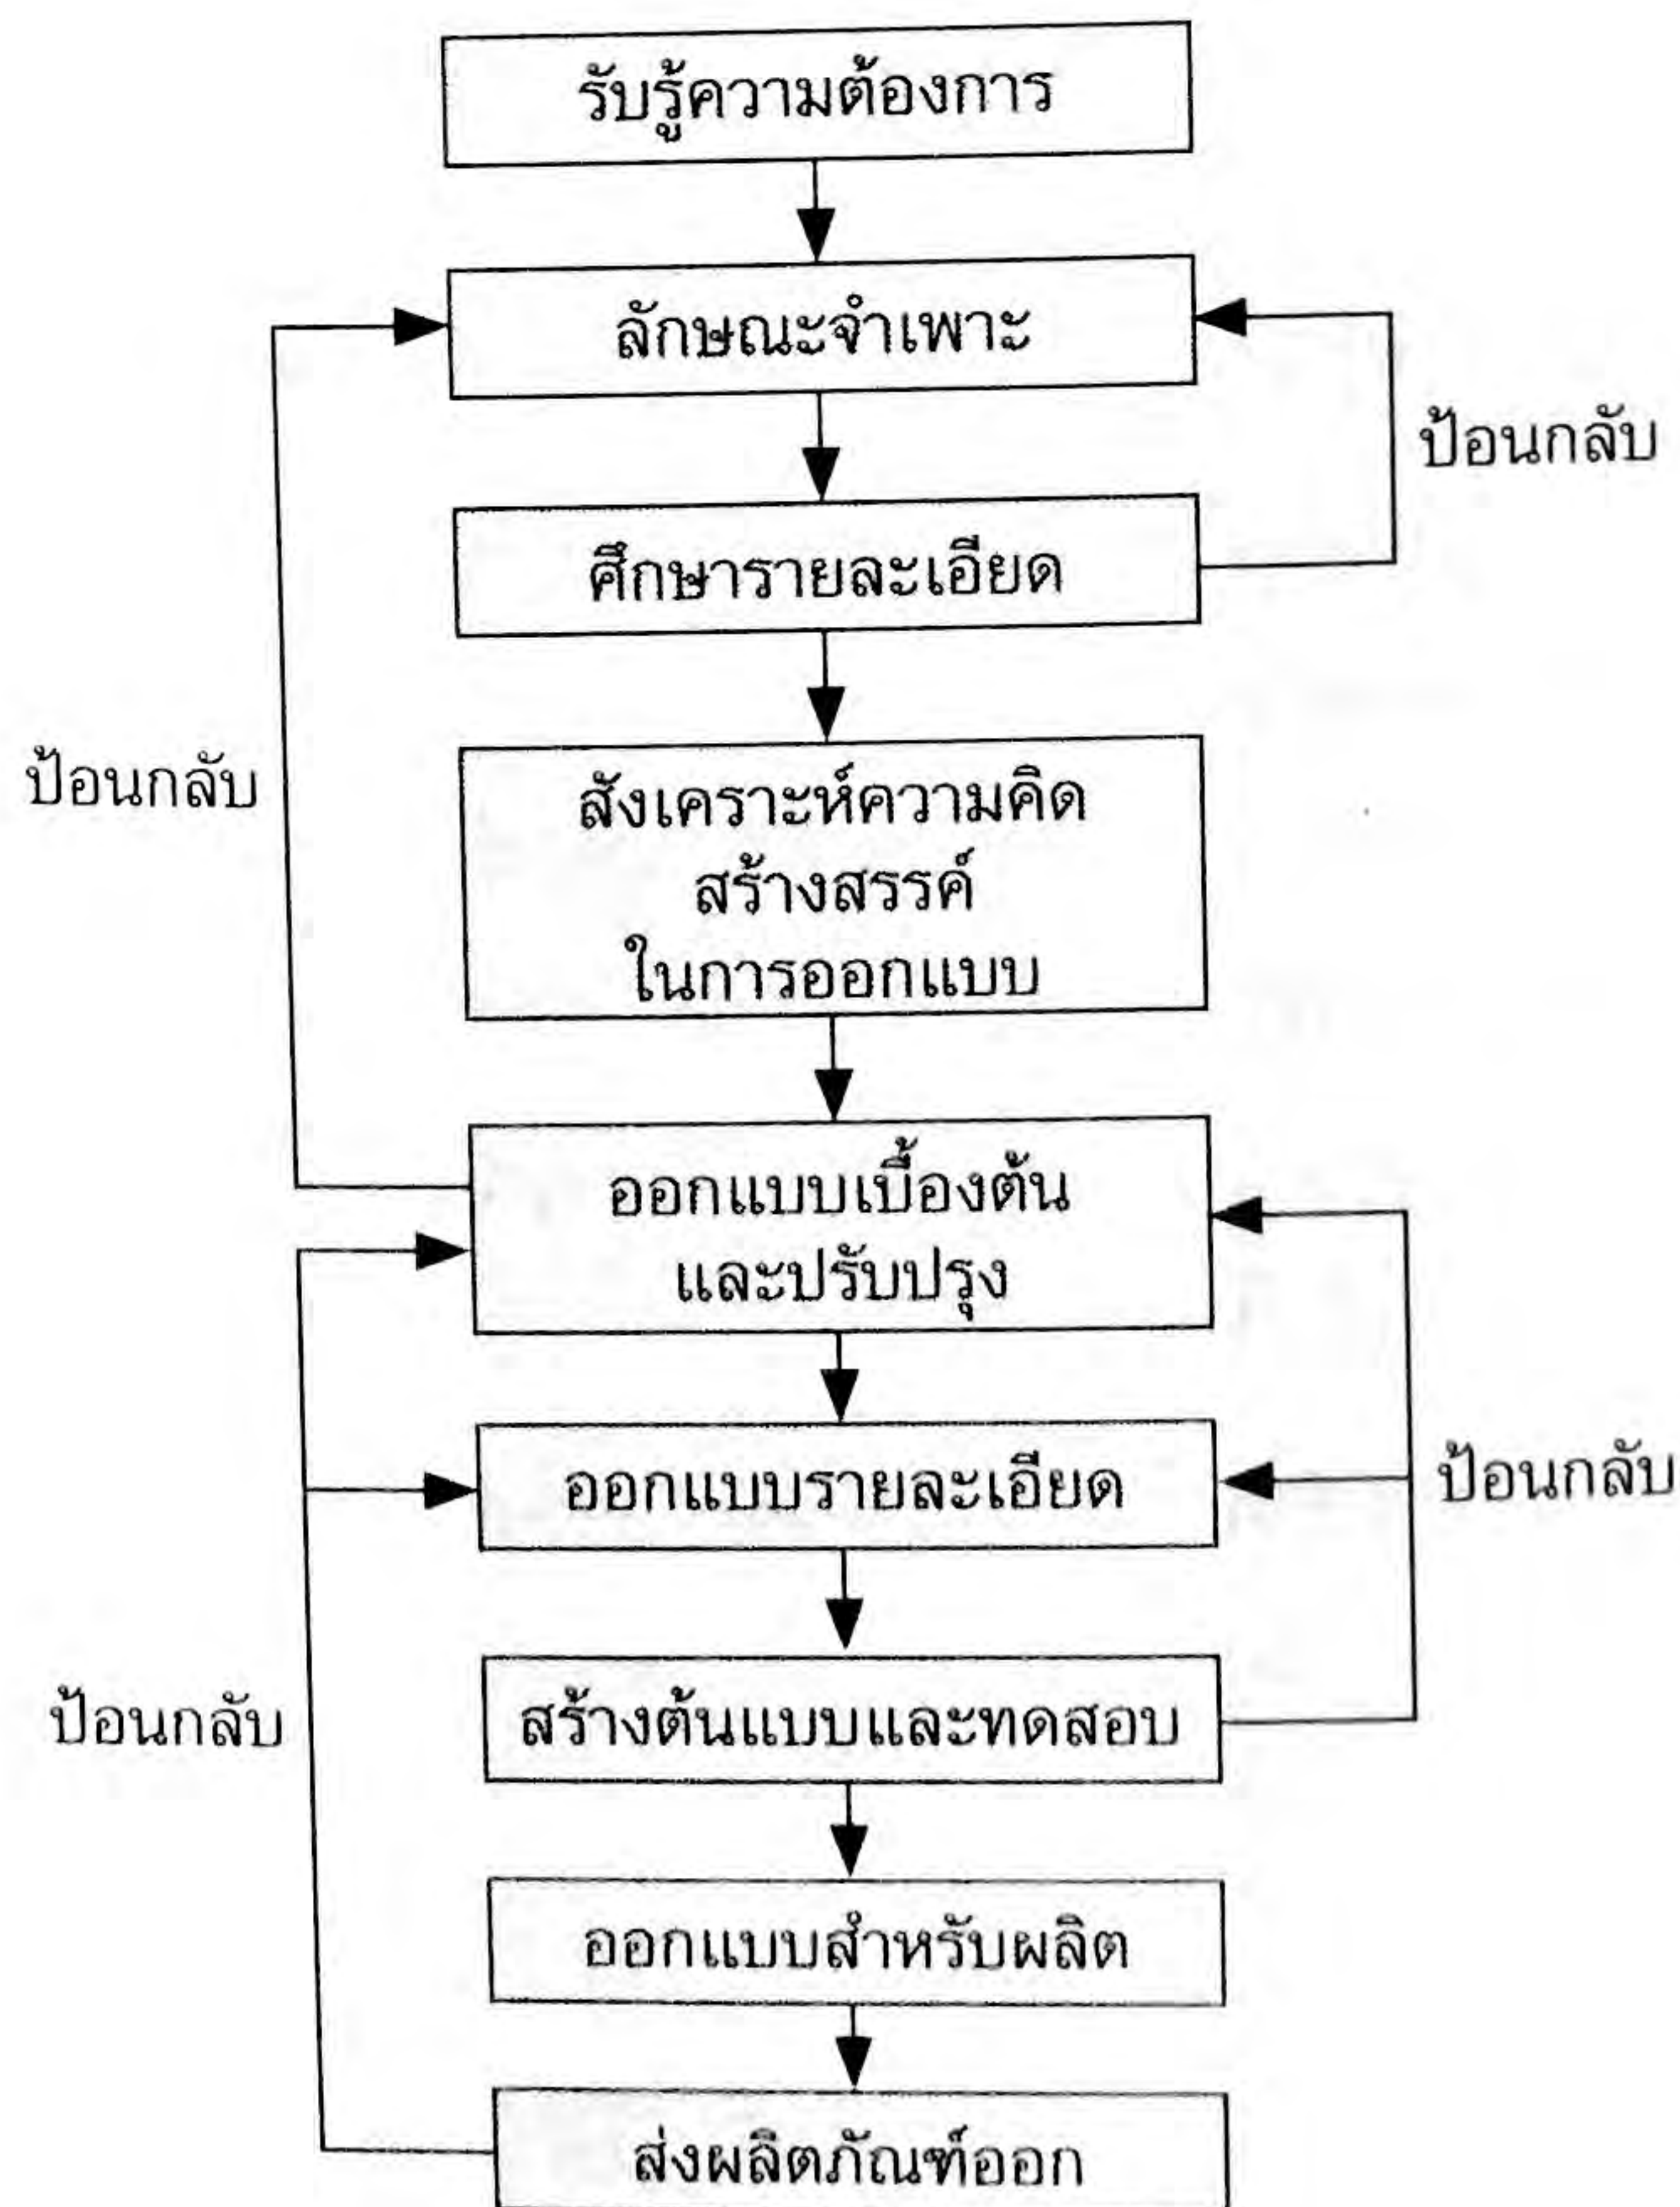 รับรู้ความต้องการ
ลักษณะจำเพาะ
ป้อนกลับ
ศึกษารายละเอียด
ป้อนกลับ
สังเคราะห์ความคิด
สร้างสรรค์
ในการออกแบบ
ออกแบบเบื้องต้น
และปรับปรุง
ออกแบบรายละเอียด
ป้อนกลับ
ป้อนกลับ
สร้างต้นแบบและทดสอบ
ออกแบบสำหรับผลิต
ส่งผลิตภัณฑ์ออก